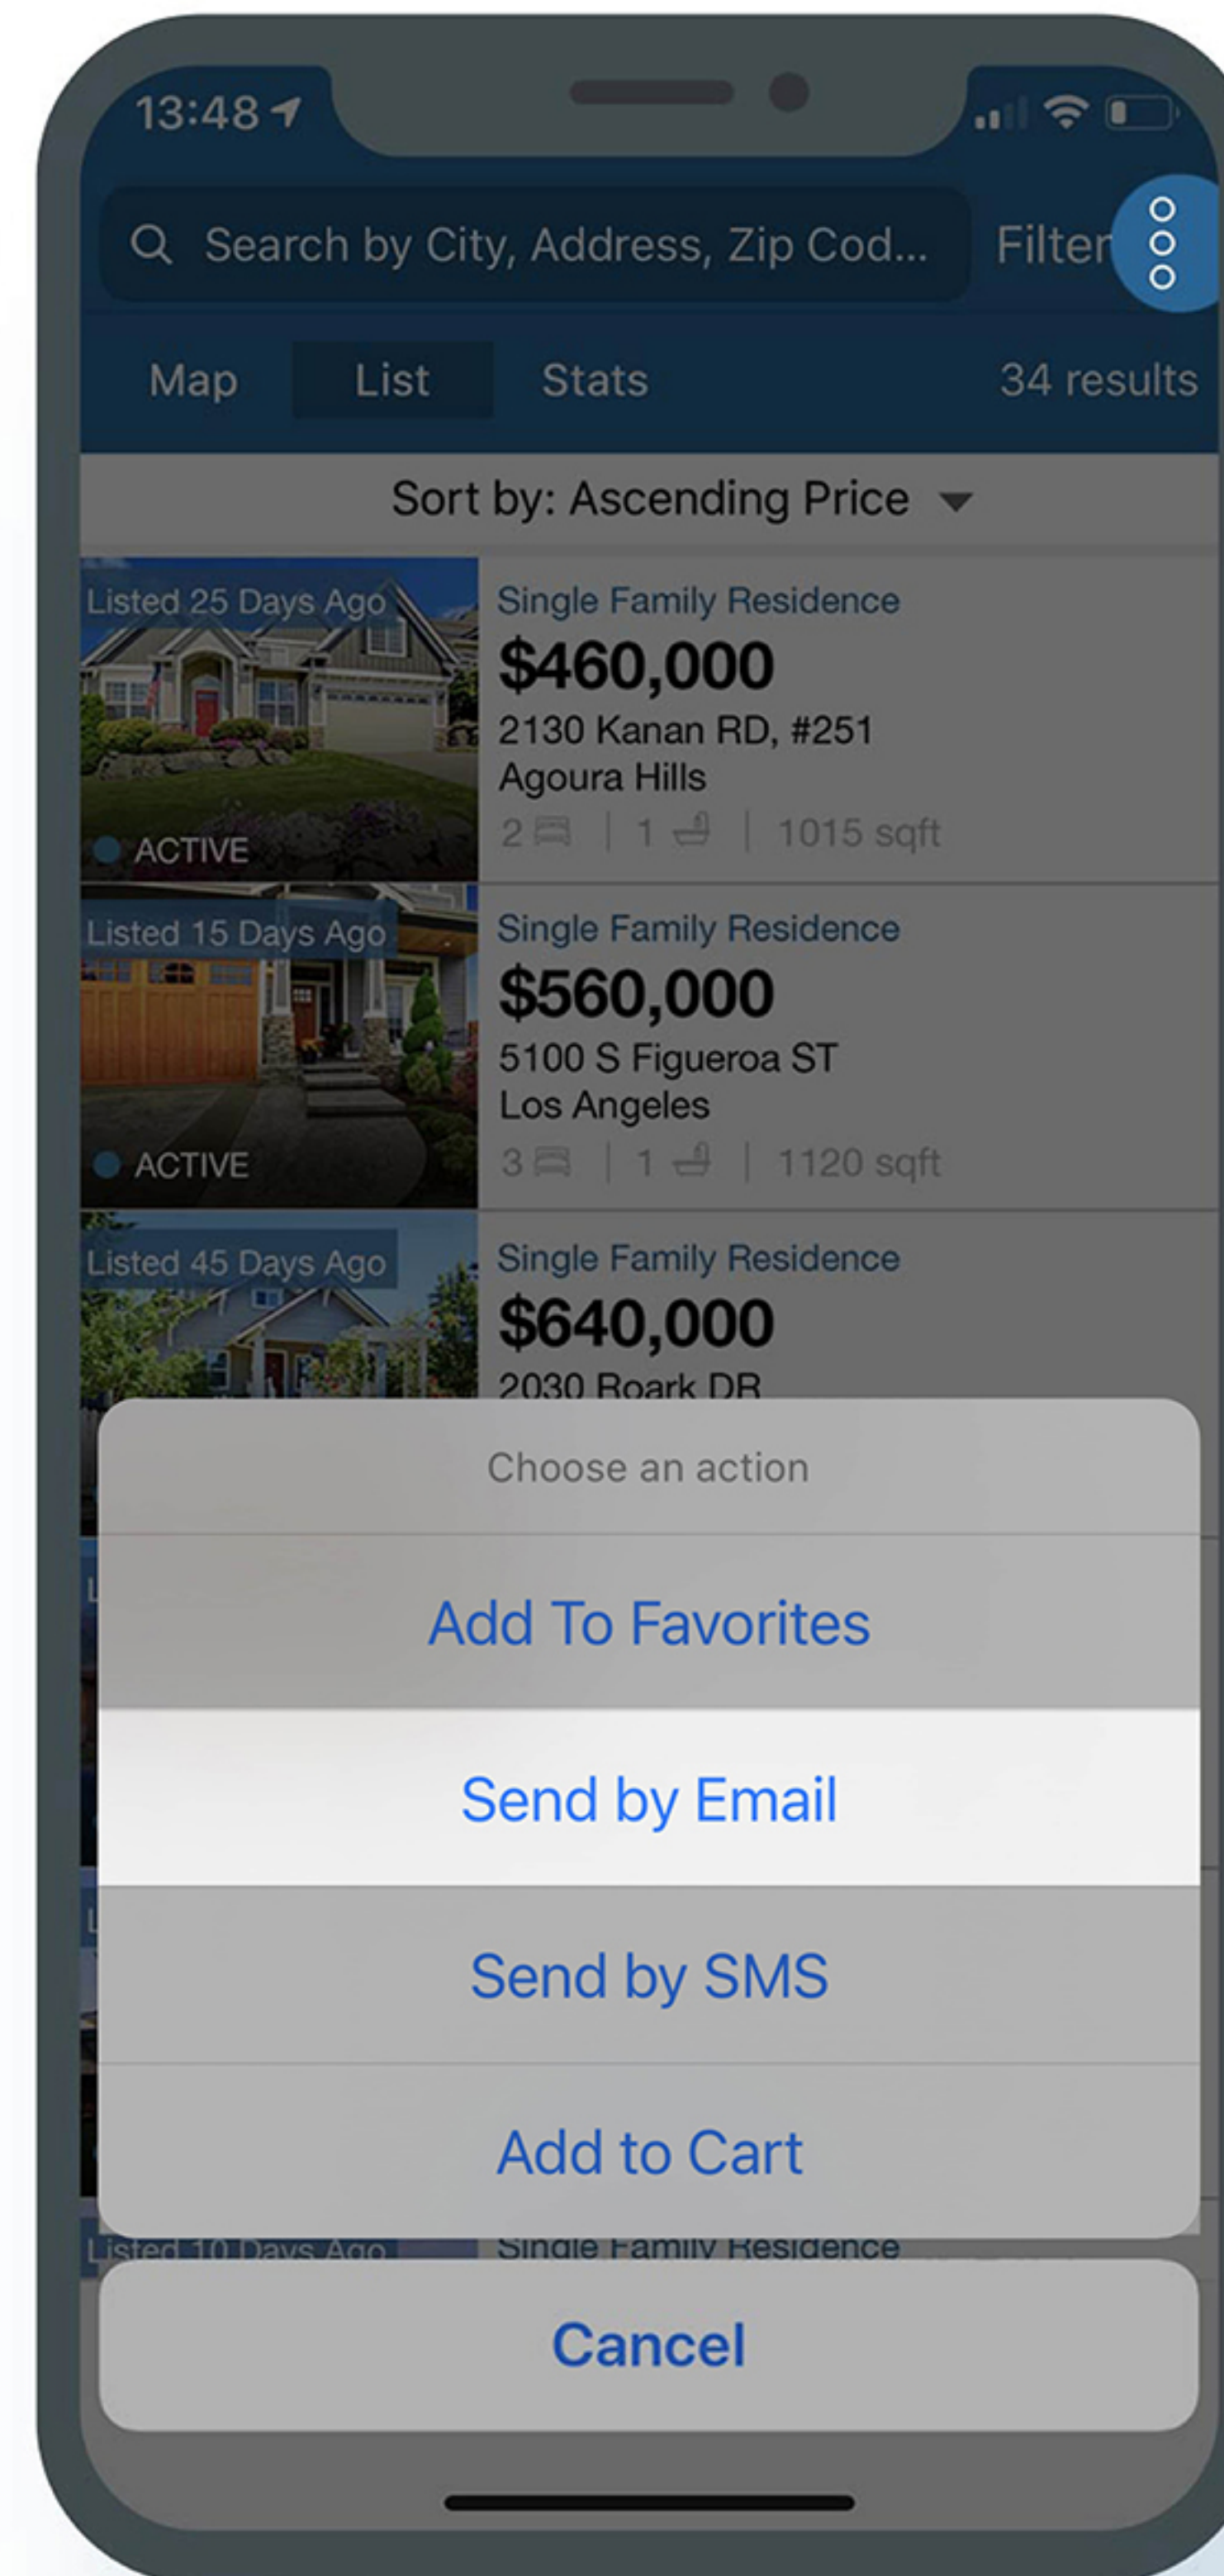 13:48
Search by City, Address, Zip Cod...
Filter
Map
List
Stats
34 results
Sort by: Ascending Price
Listed 25 Days Ago
ACTIVE
Single Family Residence
$460,000
2130 Kanan RD, #251
Agoura Hills
2 | 1 | 1015 sqft
Listed 15 Days Ago
ACTIVE
Single Family Residence
$560,000
5100 S Figueroa ST
Los Angeles
3 | 1 | 1120 sqft
Listed 45 Days Ago
Single Family Residence
$640,000
2030 Roark DR
Choose an action
Add To Favorites
Send by Email
Send by SMS
Add to Cart
Listed 10 Days Ago
Single Family Residence
Cancel